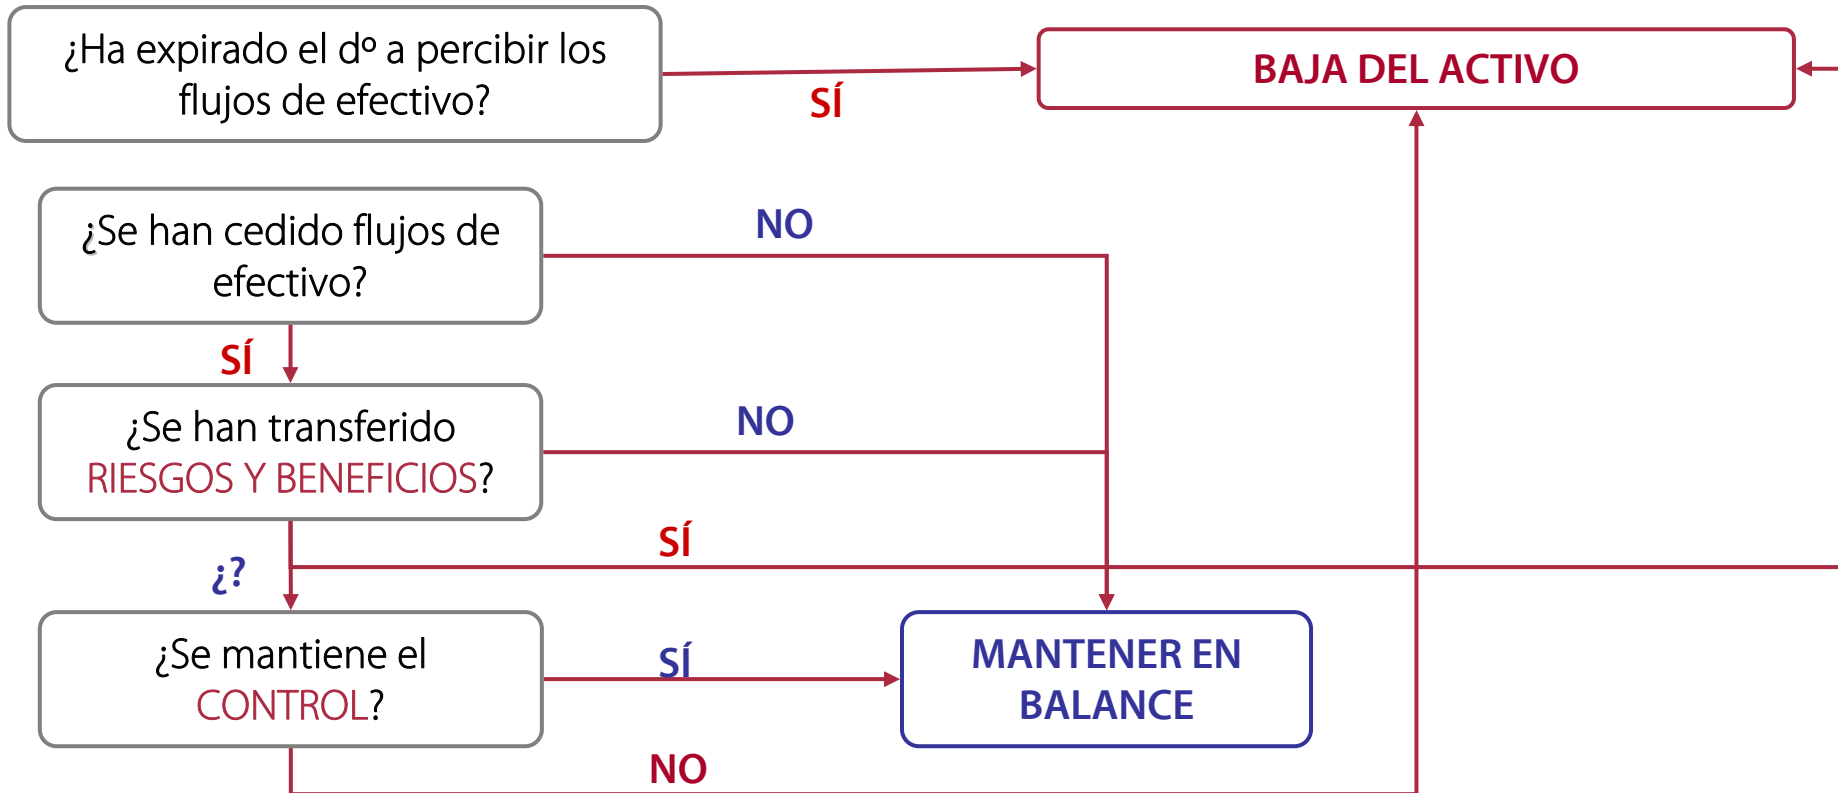 ¿Ha expirado el dº a percibir los
flujos de efectivo?
SÍ
BAJA DEL ACTIVO
¿Se han cedido flujos de
efectivo?
NO
SÍ
¿Se han transferido
RIESGOS Y BENEFICIOS?
NO
SÍ
¿?
¿Se mantiene el
CONTROL?
SÍ
MANTENER EN
BALANCE
NO